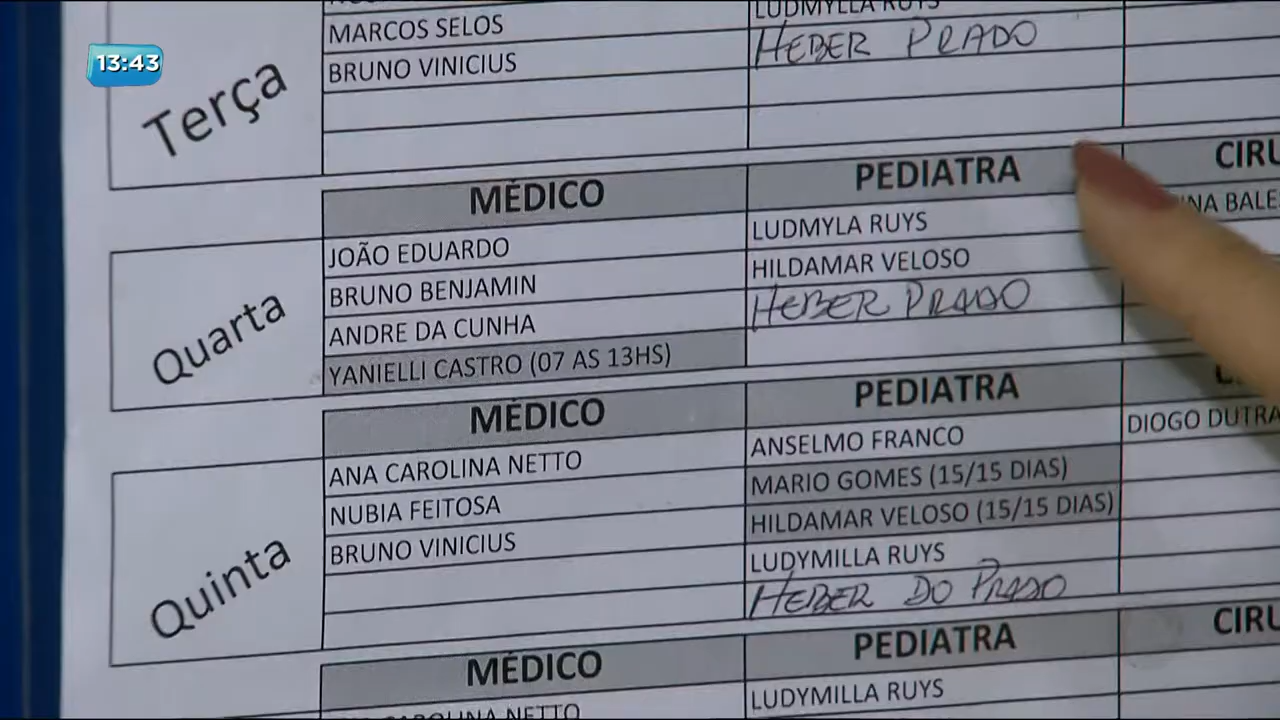 13:43
MARCOS SELOS
LUDMYLLA RUYS
BRUNO VINICIUS
HEBER PRADO
Terça
MÉDICO
PEDIATRA
CIRU
JOÃO EDUARDO
LUDMYLA RUYS
BRUNO BENJAMIN
HILDAMAR VELOSO
ANDRE DA CUNHA
HEBER PRADO
YANIELLI CASTRO (07 AS 13HS)
Quarta
MÉDICO
PEDIATRA
ANA CAROLINA NETTO
ANSELMO FRANCO
DIOGO DUTRA
NUBIA FEITOSA
MARIO GOMES (15/15 DIAS)
BRUNO VINICIUS
HILDAMAR VELOSO (15/15 DIAS)
LUDYMILLA RUYS
HEBER DO PRADO
Quinta
MÉDICO
PEDIATRA
CIRU
CAROLINA NETTO
LUDYMILLA RUYS